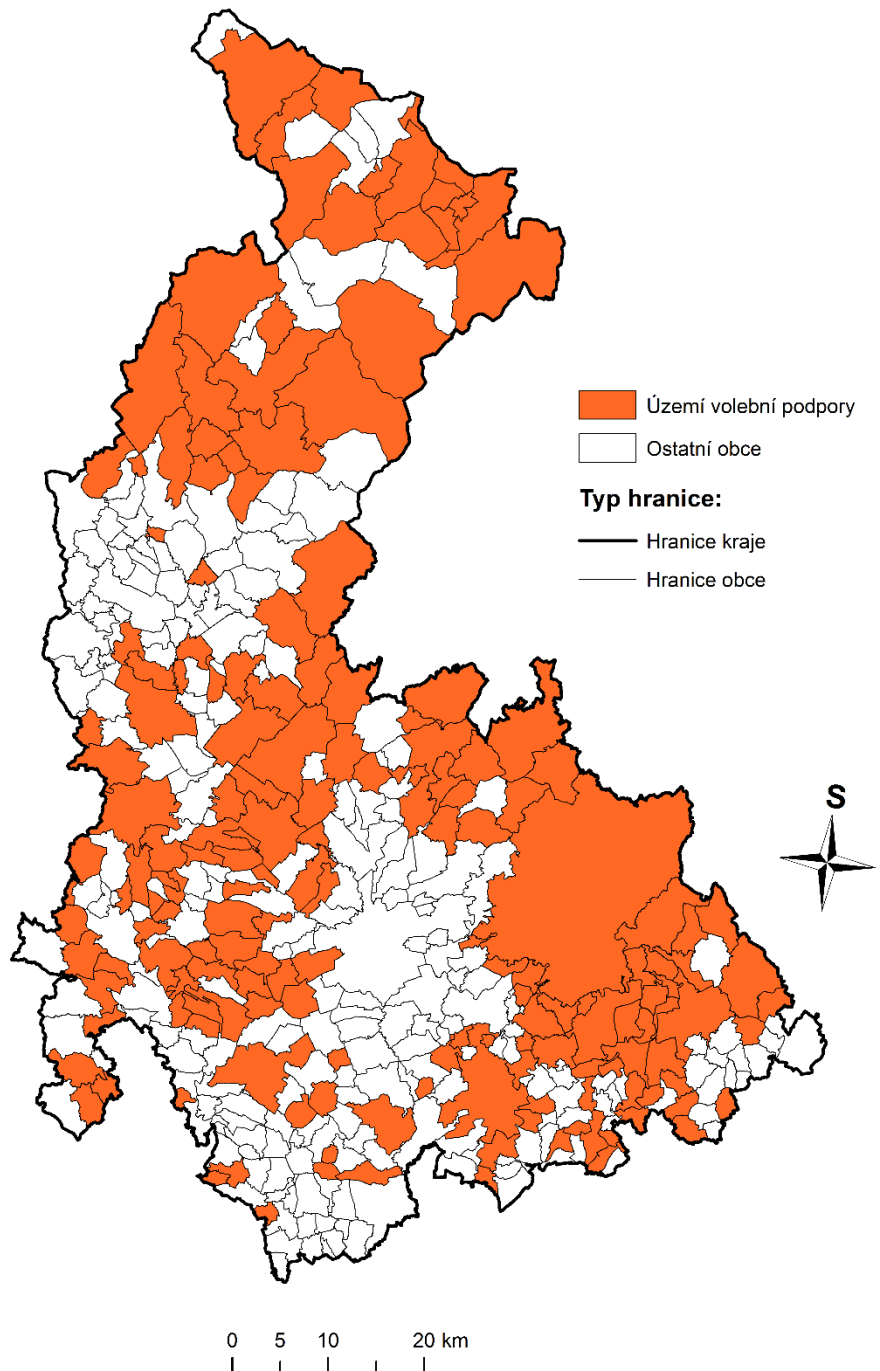 Území volební podpory
Ostatní obce
Typ hranice:
Hranice kraje
Hranice obce
S
0 5 10 20 km